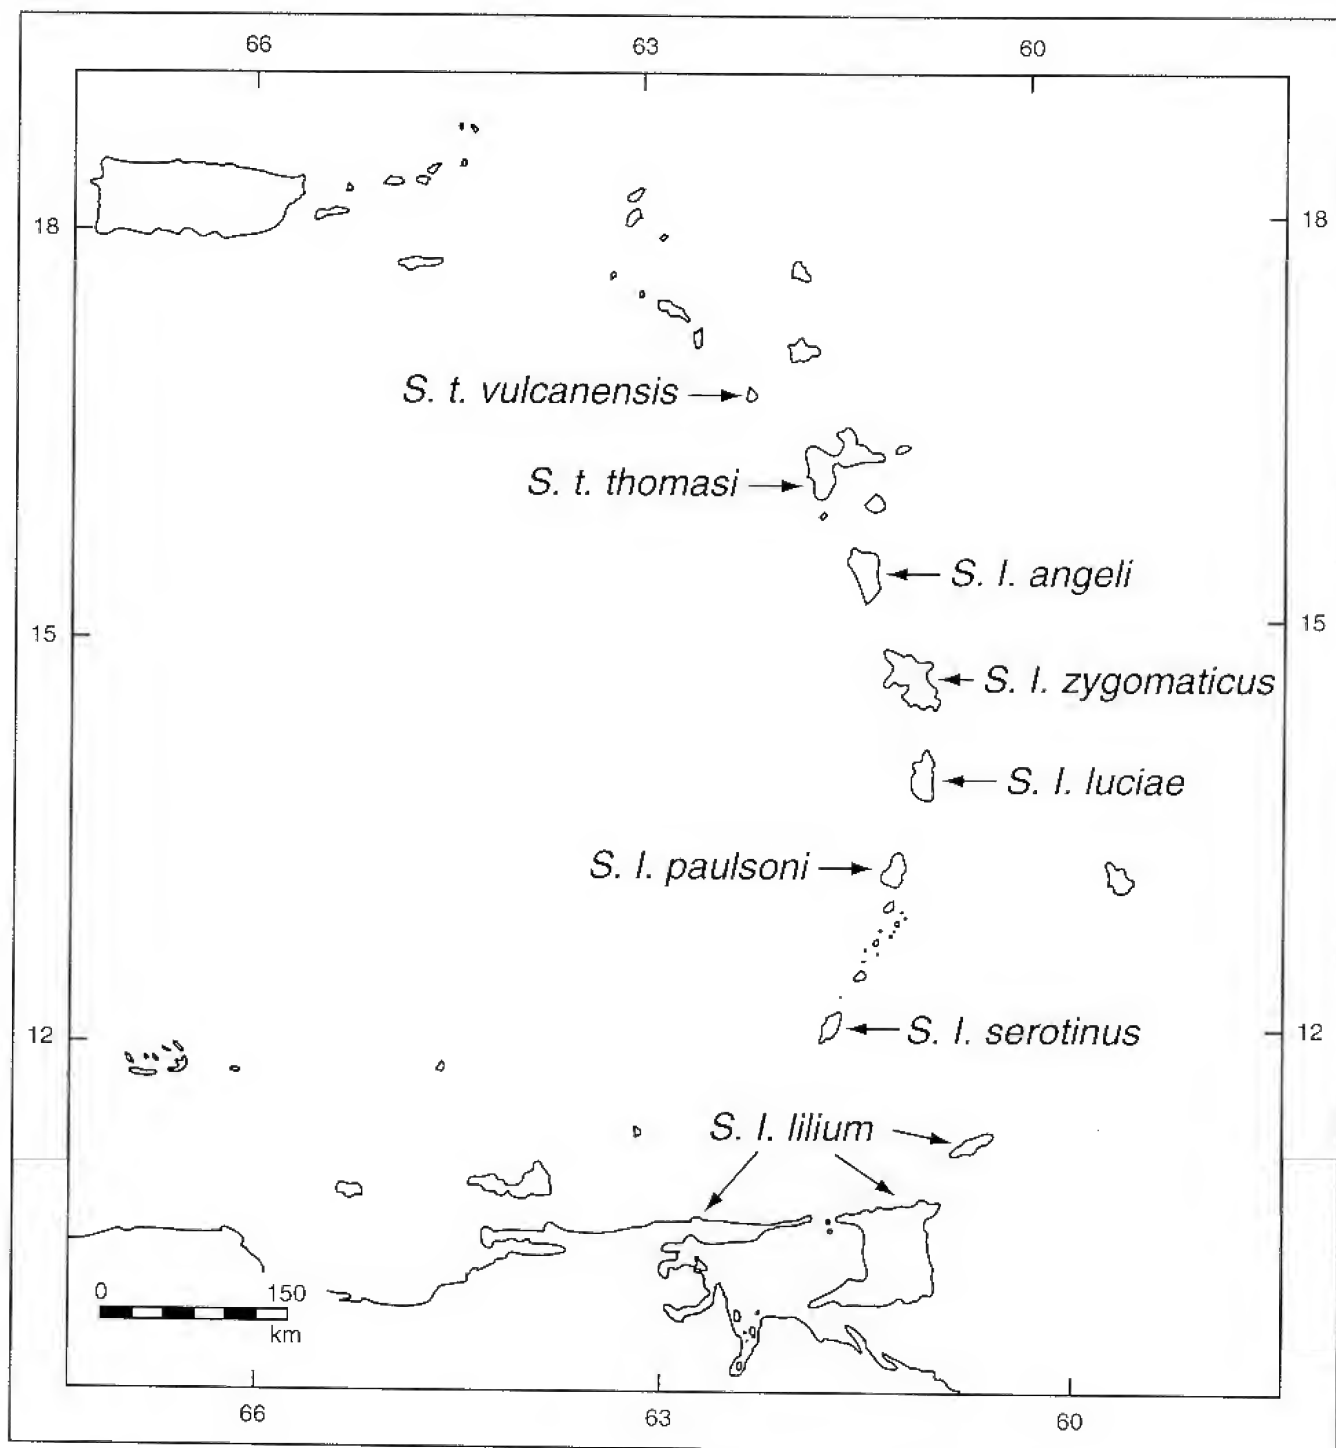 66 63 60
18 18
S. t. vulcanensis
S. t. thomasi
S. l. angeli
15 15
S. l. zygomaticus
S. l. luciae
S. l. paulsoni
12 12
S. l. serotinus
S. l. lilium
0 150
km
66 63 60